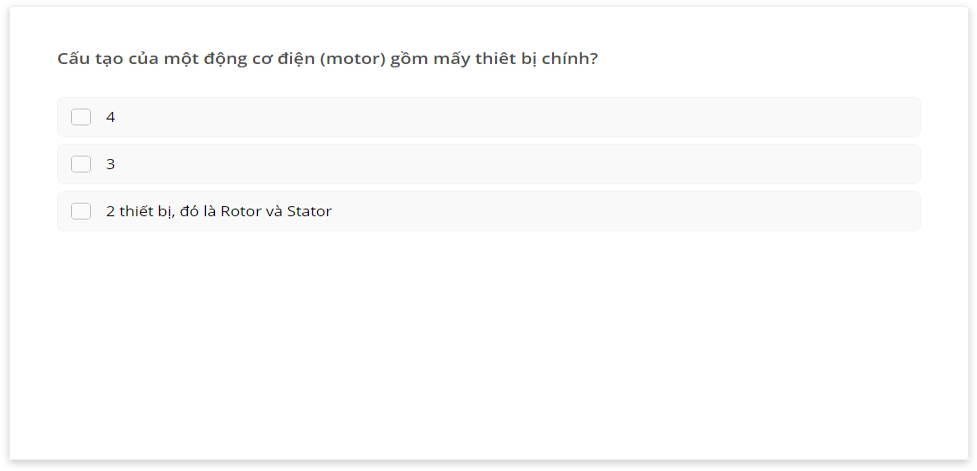 Cấu tạo của một động cơ điện (motor) gồm mấy thiêt bị chính?
4
3
2 thiết bị, đó là Rotor và Stator